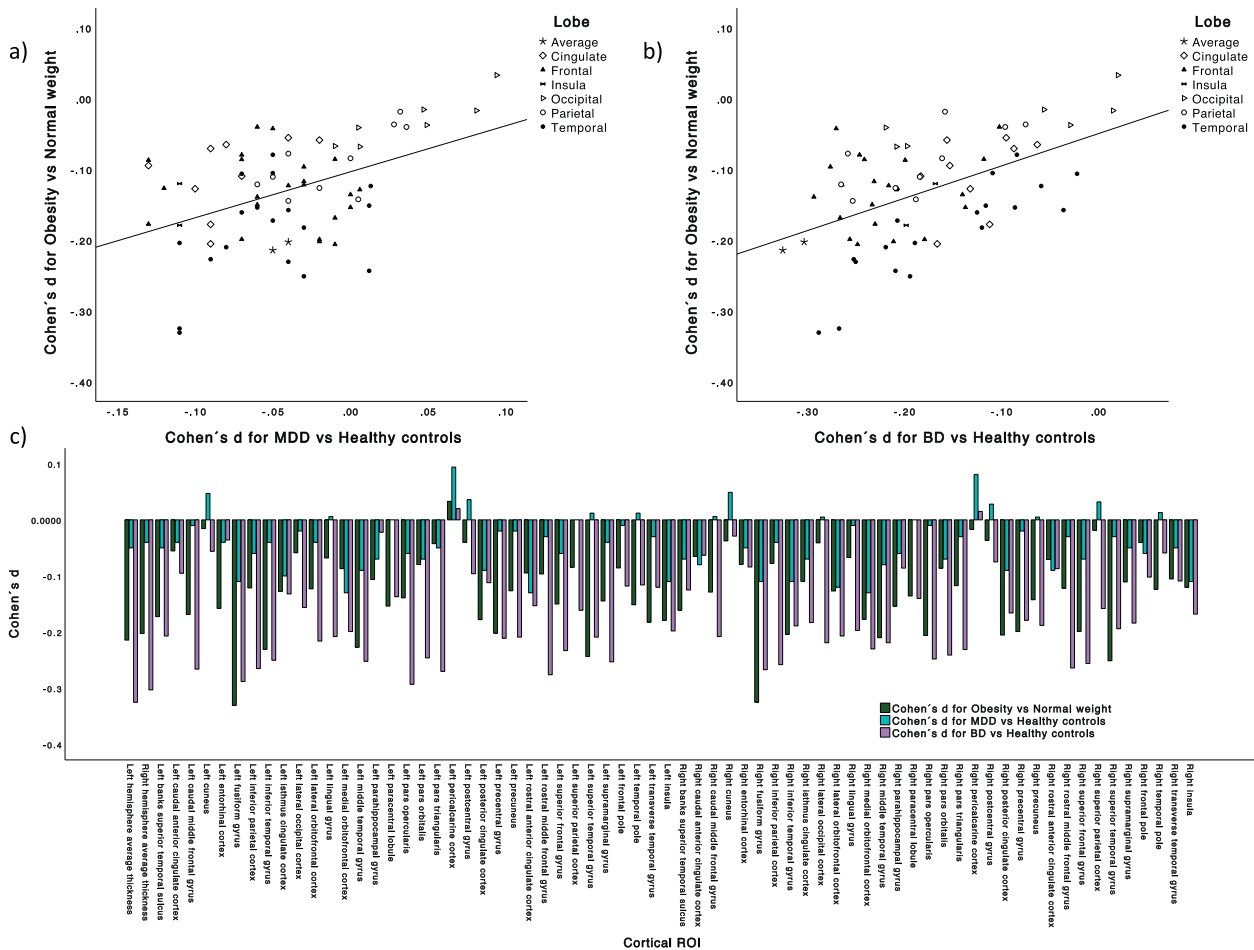 a)
Cohen´s d for Obesity vs Normal weight
.10
.00
-.10
-.20
-.30
-.40
-.15
-.10
-.05
.00
.05
.10
Cohen´s d for MDD vs Healthy controls
Lobe
Average
Cingulate
Frontal
Insula
Occipital
Parietal
Temporal
b)
Cohen´s d for Obesity vs Normal weight
.10
.00
-.10
-.20
-.30
-.40
-.30
-.20
-.10
.00
Cohen´s d for BD vs Healthy controls
Lobe
Average
Cingulate
Frontal
Insula
Occipital
Parietal
Temporal
c)
Cohen´s d
0.1
0.0000
-0.1
-0.2
-0.3
-0.4
Cohen´s d for Obesity vs Normal weight
Cohen´s d for MDD vs Healthy controls
Cohen´s d for BD vs Healthy controls
Left hemisphere average thickness
Right hemisphere average thickness
Left banks superior temporal sulcus
Left caudal anterior cingulate cortex
Left caudal middle frontal gyrus
Left cuneus
Left entorhinal cortex
Left fusiform gyrus
Left inferior parietal cortex
Left inferior temporal gyrus
Left isthmus cingulate cortex
Left lateral occipital cortex
Left lateral orbitofrontal cortex
Left lingual gyrus
Left medial orbitofrontal cortex
Left middle temporal gyrus
Left parahippocampal gyrus
Left paracentral lobule
Left pars opercularis
Left pars orbitalis
Left pars triangularis
Left pericalcarine cortex
Left postcentral gyrus
Left posterior cingulate cortex
Left precentral gyrus
Left precuneus
Left rostral anterior cingulate cortex
Left rostral middle frontal gyrus
Left superior frontal gyrus
Left superior parietal cortex
Left superior temporal gyrus
Left supramarginal gyrus
Left frontal pole
Left temporal pole
Left transverse temporal gyrus
Left insula
Right banks superior temporal sulcus
Right caudal anterior cingulate cortex
Right caudal middle frontal gyrus
Right cuneus
Right entorhinal cortex
Right fusiform gyrus
Right inferior parietal cortex
Right inferior temporal gyrus
Right isthmus cingulate cortex
Right lateral occipital cortex
Right lateral orbitofrontal cortex
Right lingual gyrus
Right medial orbitofrontal cortex
Right middle temporal gyrus
Right parahippocampal gyrus
Right paracentral lobule
Right pars opercularis
Right pars orbitalis
Right pars triangularis
Right pericalcarine cortex
Right postcentral gyrus
Right posterior cingulate cortex
Right precentral gyrus
Right precuneus
Right rostral anterior cingulate cortex
Right rostral middle frontal gyrus
Right superior frontal gyrus
Right superior parietal cortex
Right superior temporal gyrus
Right supramarginal gyrus
Right frontal pole
Right temporal pole
Right transverse temporal gyrus
Right insula
Cortical ROI